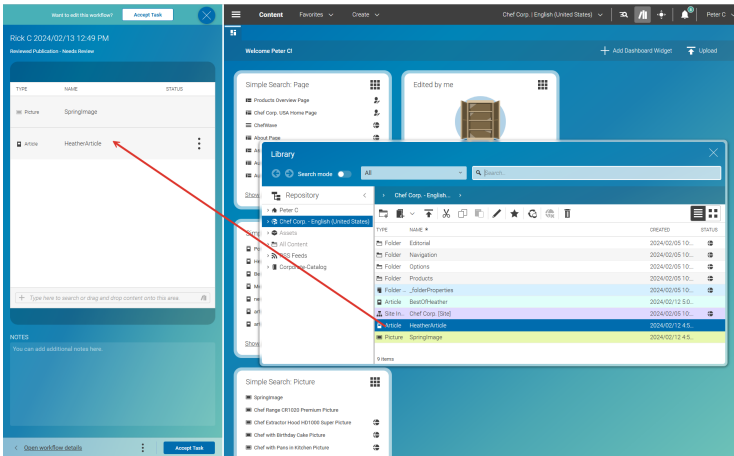 Want to edit this workflow?
Accept Task
Rick C 2024/02/13 12:49 PM
Reviewed Publication - Needs Review
TYPE NAME STATUS
Picture SpringImage
Article HeatherArticle
Type here to search or drag and drop content onto this area.
NOTES
You can add additional notes here.
Open workflow details
Accept Task
Content Favorites Create
Chef Corp. | English (United States)
Peter C
Welcome Peter C!
Add Dashboard Widget
Upload
Simple Search: Page
Products Overview Page
Chef Corp. USA Home Page
ChefWave
About Page
Show
Edited by me
Library
Search mode
All
Search...
Repository
Peter C
Chef Corp. - English (United States)
Assets
All Content
RSS Feeds
Corporate-Catalog
Chef Corp. - English...
TYPE NAME CREATED STATUS
Folder Editorial 2024/02/05 10:...
Folder Navigation 2024/02/05 10:...
Folder Options 2024/02/05 10:...
Folder Products 2024/02/05 10:...
Folder ... _folderProperties 2024/02/05 10:...
Article BestOfHeather 2024/02/12 5:0...
Site in... Chef Corp. [Site] 2024/02/05 10:...
Article HeatherArticle 2024/02/12 4:5...
Picture SpringImage 2024/02/12 4:5...
9 items
Show
Simple Search: Picture
SpringImage
Chef Range CR1020 Premium Picture
Chef Extractor Hood HD1000 Super Picture
Chef with Birthday Cake Picture
Chef with Pans in Kitchen Picture